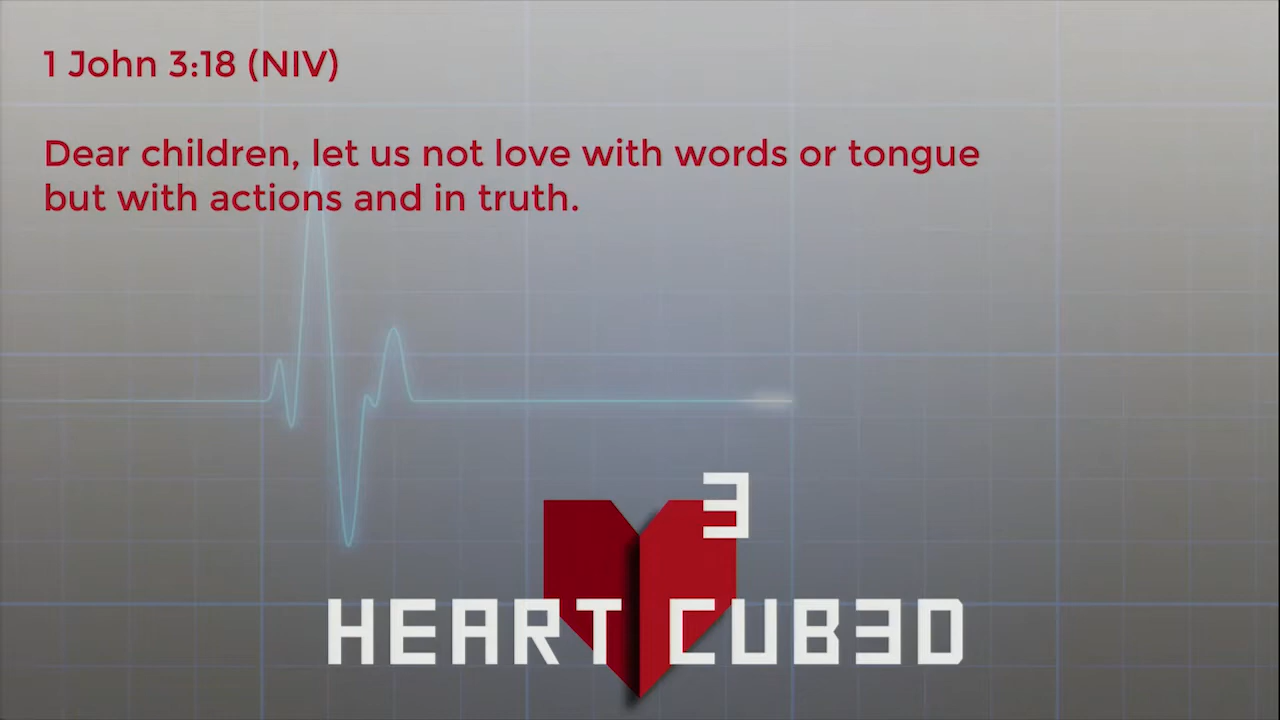 1 John 3:18 (NIV)
Dear children, let us not love with words or tongue
but with actions and in truth.
3
HEART CUB3D